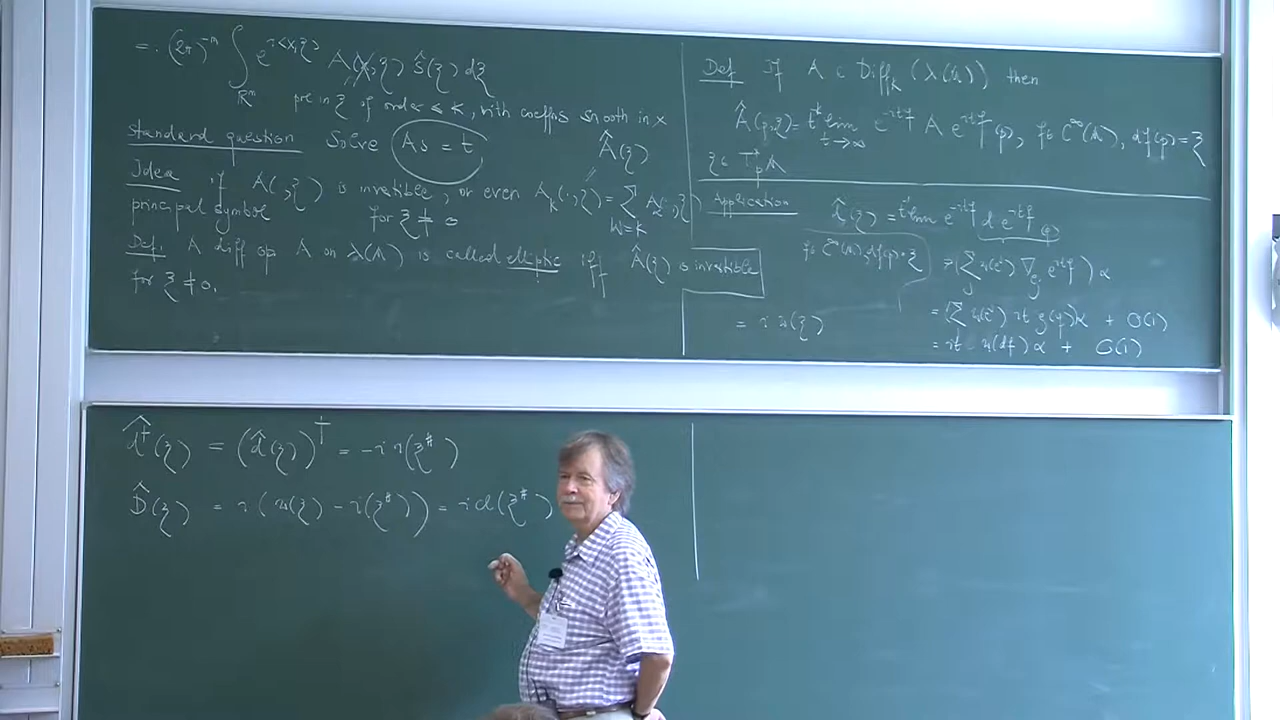 = (2π)^{-m} ∫_{ℝ^m} e^{i<x,ξ>} A(x,ξ) ŝ(ξ) dξ
in ξ of order ≤ k, with coeffs smooth in x
standard question Solve As = t
Â(ξ)
Idea if A(·,ξ) is invertible, or even A_k(·,ξ) = Σ_{|α|=k}
principal symbol for ξ ≠ 0
Def. A diff op A on λ(M) is called elliptic iff Â(ξ) is invertible
for ξ ≠ 0.
Def If A ∈ Diff_k (λ(M)) then
Â(p,ξ) = t^{-k} lim_{t→∞} e^{-itf} A e^{itf}(p), f ∈ C^∞(M), df(p) = ξ
ξ ∈ T*_p M
Application
d̂(ξ) = t^{-1} lim e^{-itf} d e^{-itf}(p)
f ∈ C^∞(M), df(p) = ξ
= (Σ_j ε(e^j) ∇_{e_j} e^{itf}) α
= (Σ ε(e^j) it e_j(f)) α + O(1)
= i ε(ξ)
= it ε(df) α + O(1)
d̂†(ξ) = (d̂(ξ))† = -i i(ξ^#)
D̂(ξ) = i (ε(ξ) - i(ξ^#)) = i cl(ξ^#)